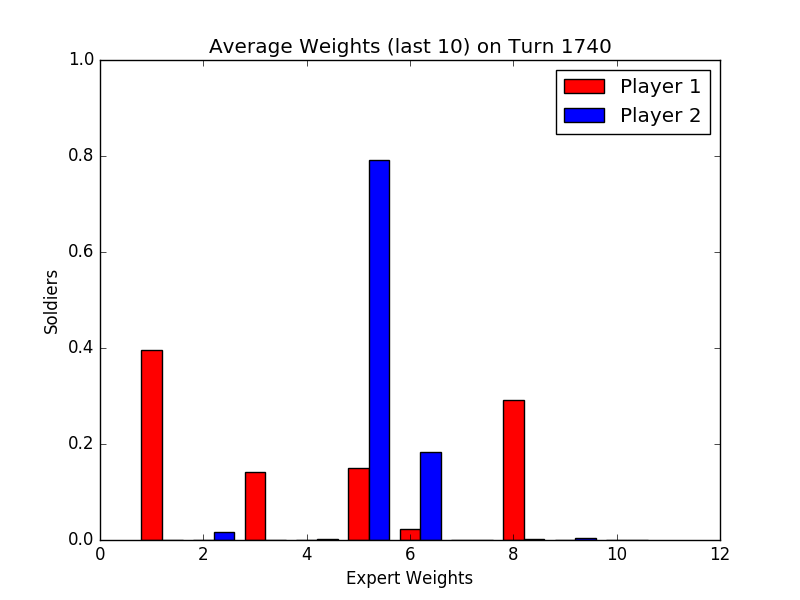 Average Weights (last 10) on Turn 1740
1.0
0.8
0.6
0.4
0.2
0.0
Soldiers
0 2 4 6 8 10 12
Expert Weights
Player 1
Player 2